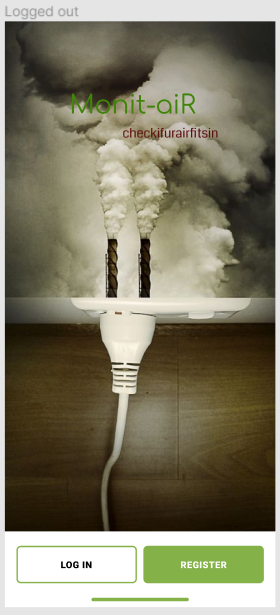 Logged out
Monit-aiR
checkifurairfitsin
LOG IN
REGISTER